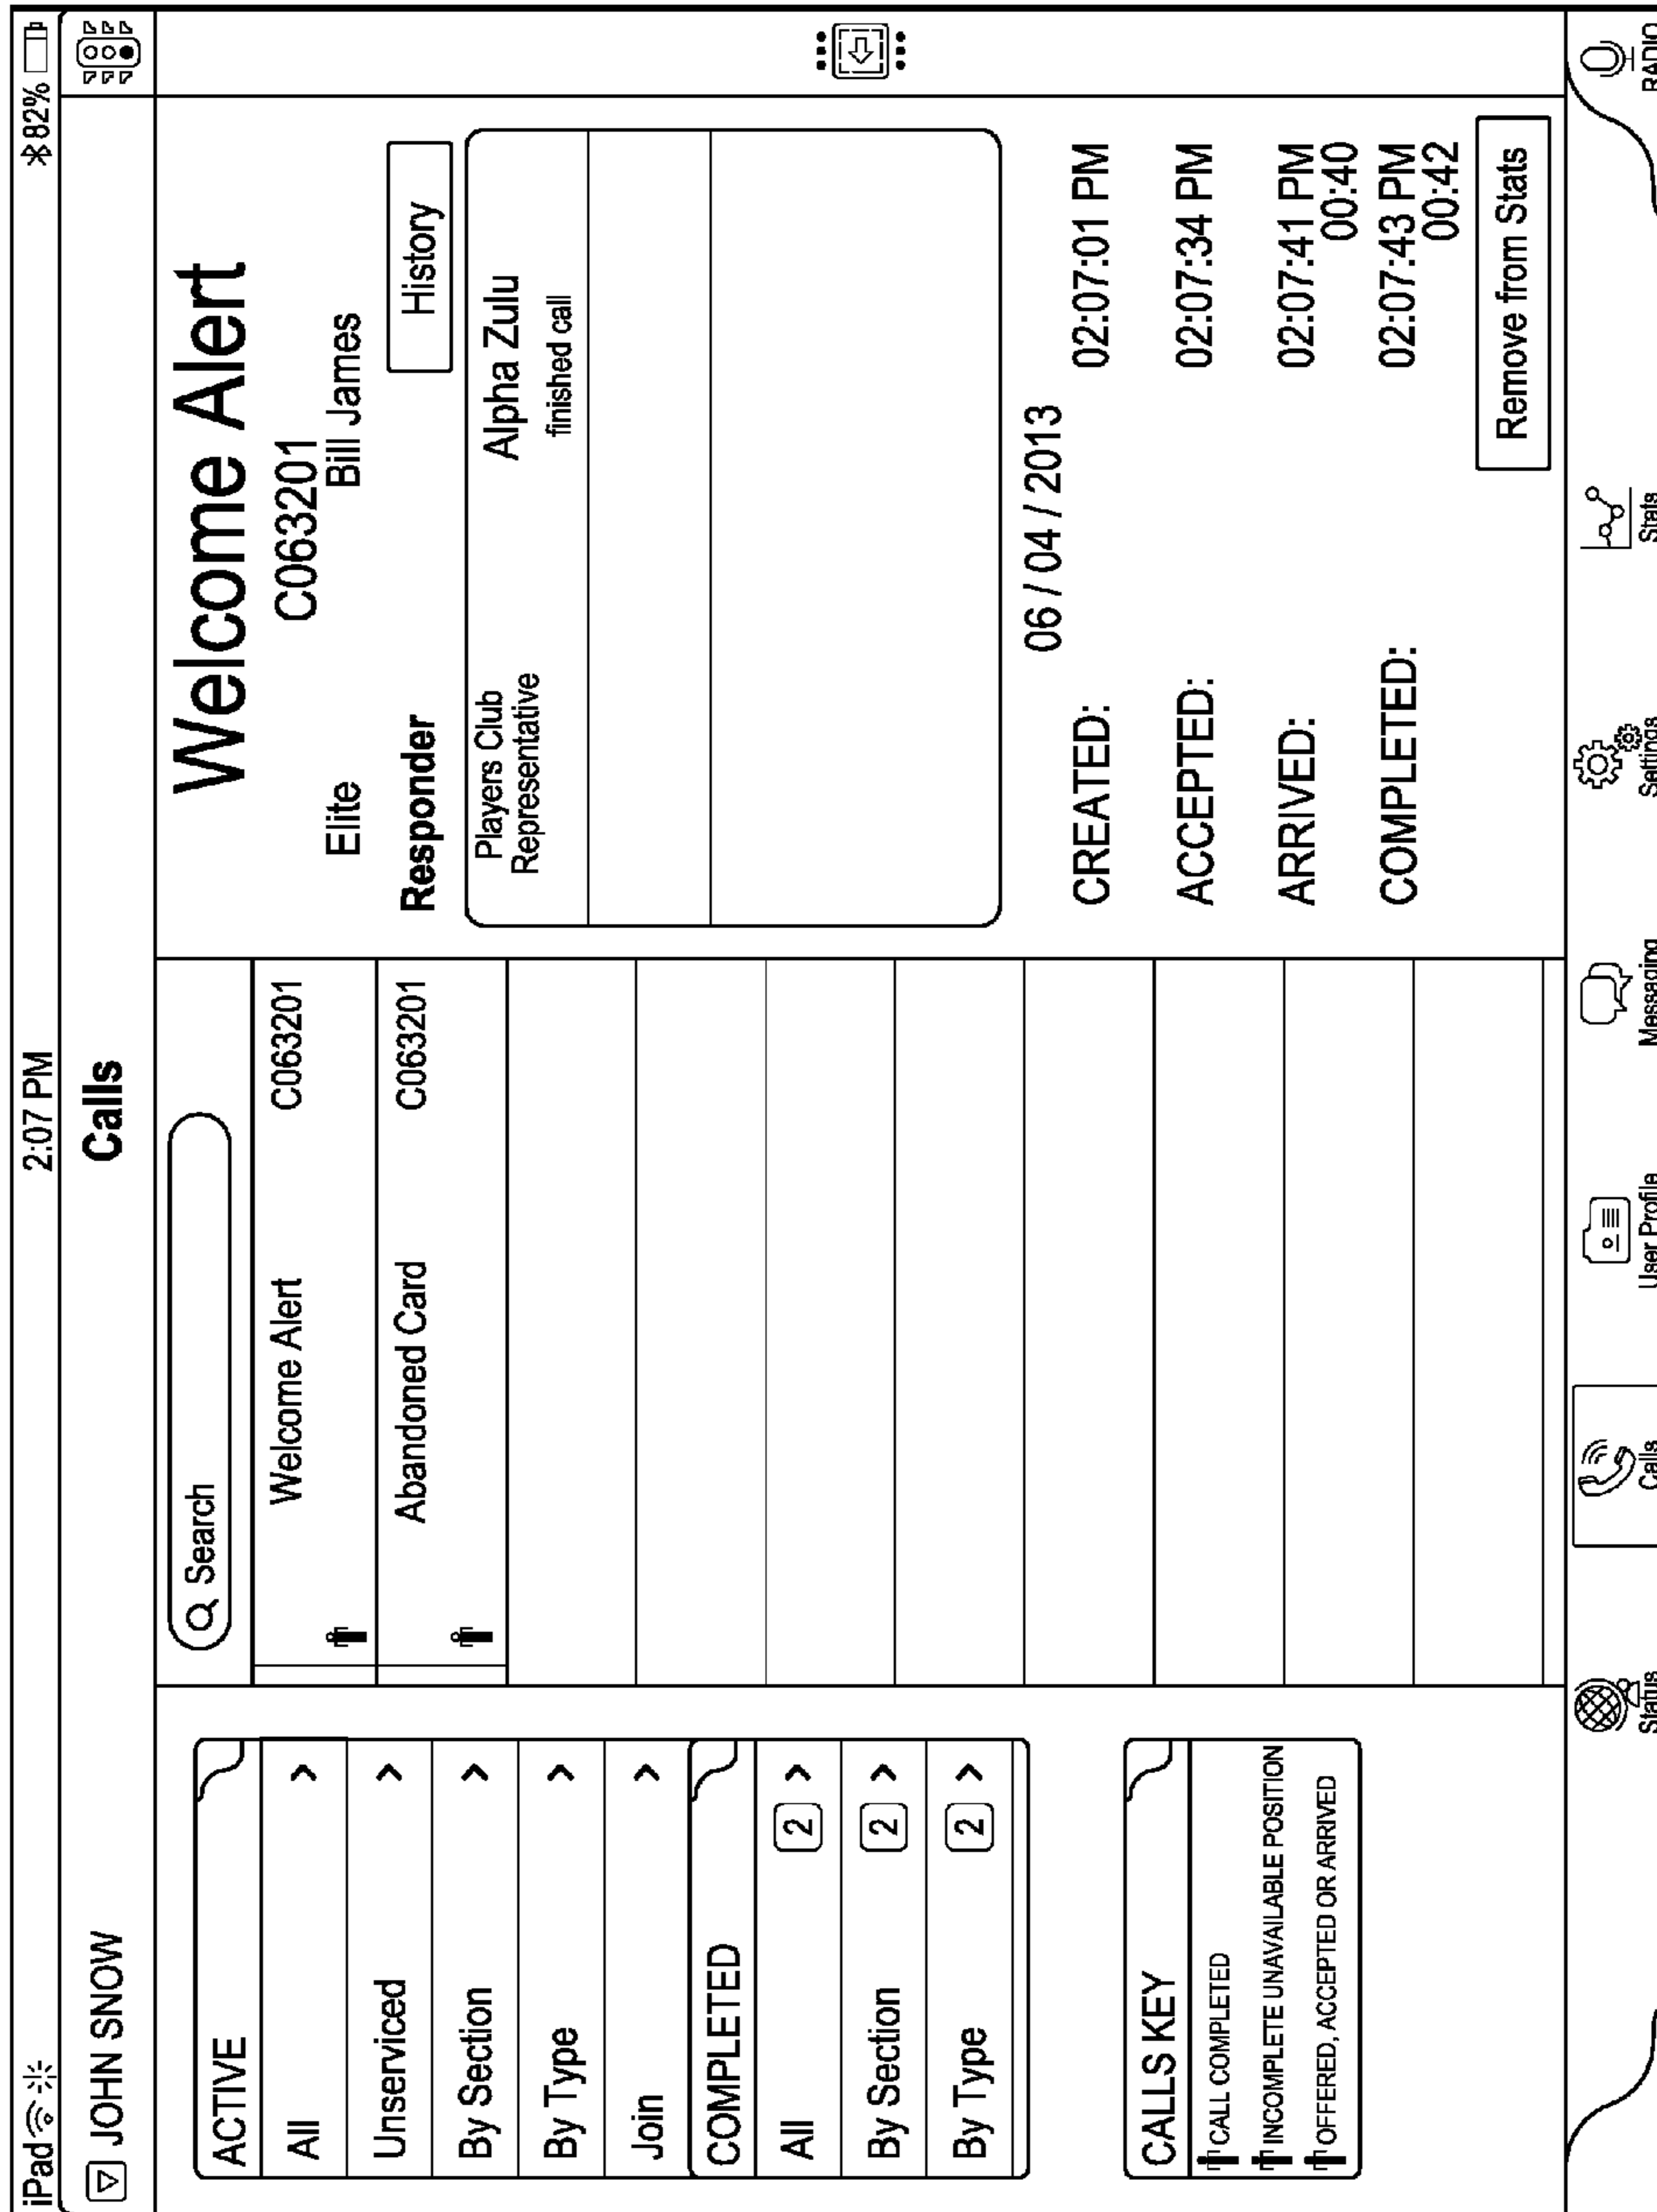 iPad 2:07 PM 82%
JOHN SNOW Calls
ACTIVE
All >
Unserviced >
By Section >
By Type >
Join >
COMPLETED
All 2 >
By Section 2 >
By Type 2 >
CALLS KEY
CALL COMPLETED
INCOMPLETE UNAVAILABLE POSITION
OFFERED, ACCEPTED OR ARRIVED
Search
Welcome Alert C063201
Abandoned Card C063201
Welcome Alert
C063201
Elite Bill James
Responder History
Players Club
Representative
Alpha Zulu
finished call
06 / 04 / 2013
CREATED: 02:07:01 PM
ACCEPTED: 02:07:34 PM
ARRIVED: 02:07:41 PM
00:40
COMPLETED: 02:07:43 PM
00:42
Remove from Stats
Status Calls User Profile Messaging Settings Stats RADIO